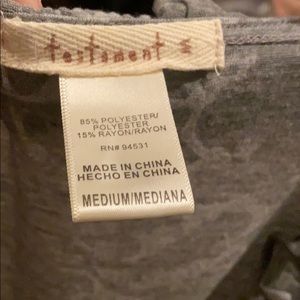 testament M
85% POLYESTER/
POLYESTER
15% RAYON/RAYON
RN# 94531
MADE IN CHINA
HECHO EN CHINA
MEDIUM/MEDIANA